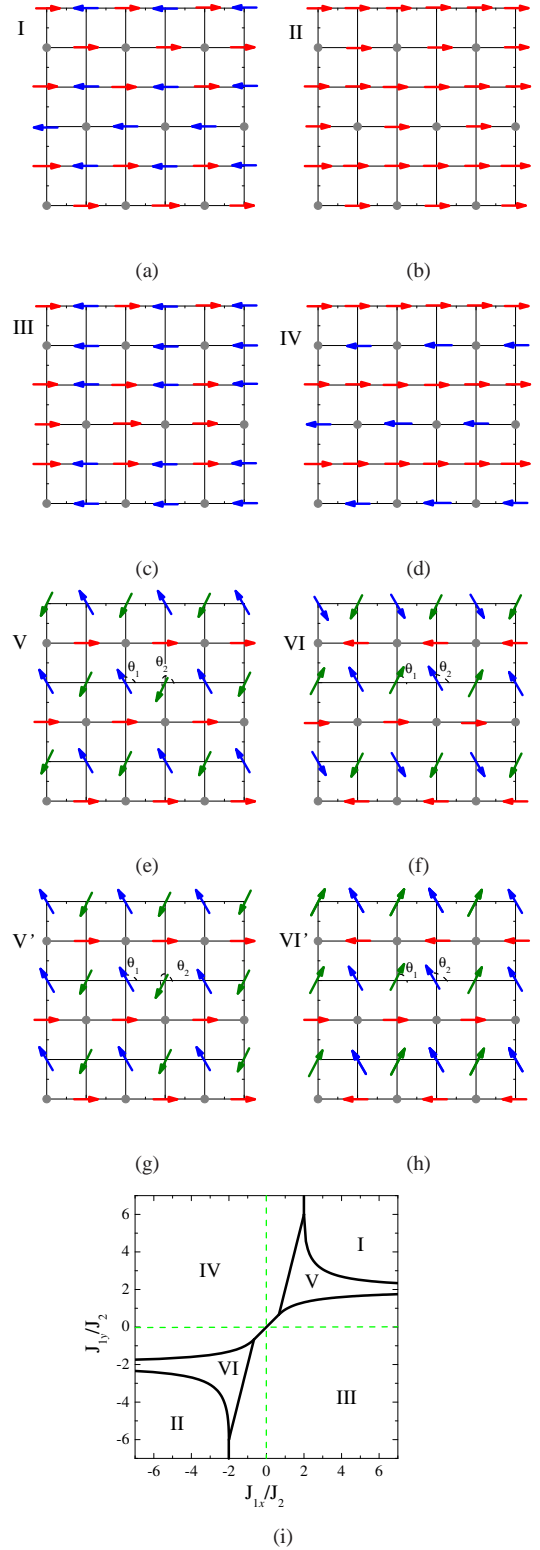 I
II
(a)
(b)
III
IV
(c)
(d)
V
θ1
θ2
VI
θ1
θ2
(e)
(f)
V'
θ1
θ2
VI'
θ1
θ2
(g)
(h)
6
4
2
0
-2
-4
-6
J1y/J2
IV
I
V
VI
II
III
-6 -4 -2 0 2 4 6
J1x/J2
(i)